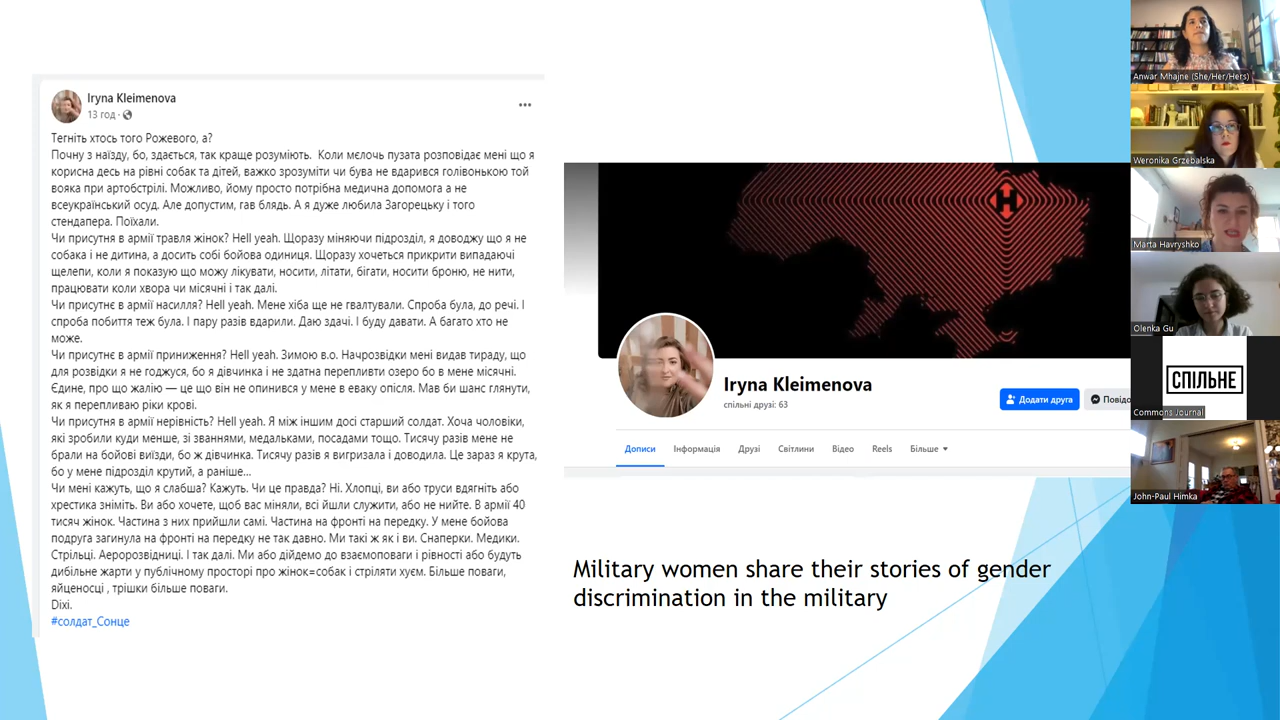 Iryna Kleimenova
13 год ·
Тегніть хтось того Рожевого, а?
Почну з наїзду, бо, здається, так краще розуміють. Коли мєлочь пузата розповідає мені що я
корисна десь на рівні собак та дітей, важко зрозуміти чи бува не вдарився голівонькою той
вояка при артобстрілі. Можливо, йому просто потрібна медична допомога а не
всеукраїнський осуд. Але допустим, гав блядь. А я дуже любила Загорецьку і того
стендапера. Поїхали.
Чи присутня в армії травля жінок? Hell yeah. Щоразу міняючи підрозділ, я доводжу що я не
собака і не дитина, а досить собі бойова одиниця. Щоразу хочеться прикрити випадаючі
щелепи, коли я показую що можу лікувати, носити, літати, бігати, носити броню, не нити,
працювати коли хвора чи місячні і так далі.
Чи присутнє в армії насилля? Hell yeah. Мене хіба ще не гвалтували. Спроба була, до речі. І
спроба побиття теж була. І пару разів вдарили. Даю здачі. І буду давати. А багато хто не
може.
Чи присутнє в армії приниження? Hell yeah. Зимою в.о. Начрозвідки мені видав тираду, що
для розвідки я не годжуся, бо я дівчинка і не здатна перепливти озеро бо в мене місячні.
Єдине, про що жалію — це що він не опинився у мене в еваку опісля. Мав би шанс глянути,
як я перепливаю ріки крові.
Чи присутня в армії нерівність? Hell yeah. Я між іншим досі старший солдат. Хоча чоловіки,
які зробили куди менше, зі званнями, медальками, посадами тощо. Тисячу разів мене не
брали на бойові виїзди, бо ж дівчинка. Тисячу разів я вигризала і доводила. Це зараз я крута,
бо у мене підрозділ крутий, а раніше...
Чи мені кажуть, що я слабша? Кажуть. Чи це правда? Ні. Хлопці, ви або труси вдягніть або
хрестика зніміть. Ви або хочете, щоб вас міняли, всі йшли служити, або не нийте. В армії 40
тисяч жінок. Частина з них прийшли самі. Частина на фронті на передку. У мене бойова
подруга загинула на фронті на передку не так давно. Ми такі ж як і ви. Снаперки. Медики.
Стрільці. Аеророзвідниці. І так далі. Ми або дійдемо до взаємоповаги і рівності або будуть
дибільне жарти у публічному просторі про жінок=собак і стріляти хуєм. Більше поваги,
яйценосці , трішки більше поваги.
Dixi.
#солдат_Сонце
Iryna Kleimenova
спільні друзі: 63
Додати друга
Повідо
Дописи Інформація Друзі Світлини Відео Reels Більше
Military women share their stories of gender
discrimination in the military
Anwar Mhajne (She/Her/Hers)
Weronika Grzebalska
Marta Havryshko
Olenka Gu
СПІЛЬНЕ
Commons Journal
John-Paul Himka